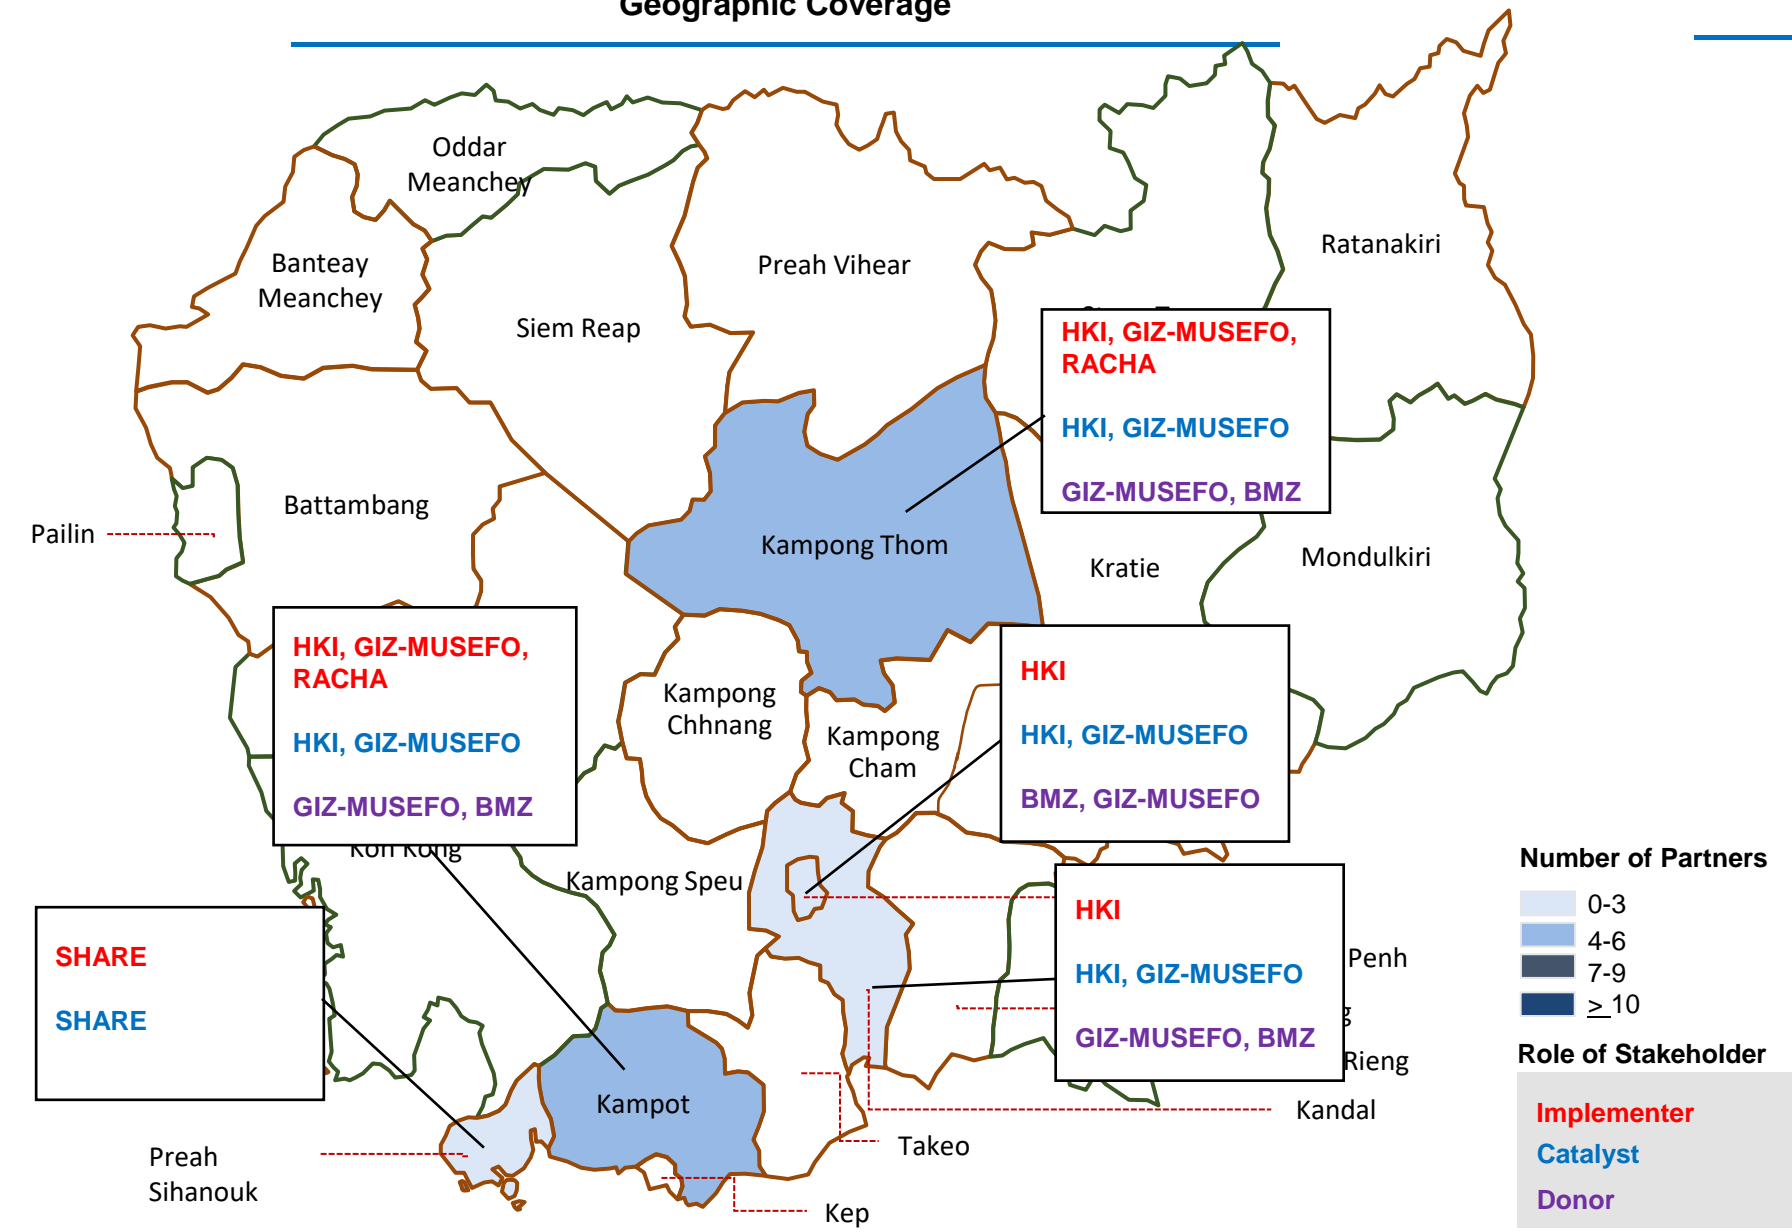 Geographic Coverage
Oddar
Meanchey
Banteay
Meanchey
Siem Reap
Preah Vihear
Ratanakiri
HKI, GIZ-MUSEFO,
RACHA
HKI, GIZ-MUSEFO
GIZ-MUSEFO, BMZ
Battambang
Pailin
Kampong Thom
Kratie
Mondulkiri
HKI, GIZ-MUSEFO,
RACHA
HKI, GIZ-MUSEFO
GIZ-MUSEFO, BMZ
Koh Kong
Kampong
Chhnang
Kampong
Cham
HKI
HKI, GIZ-MUSEFO
BMZ, GIZ-MUSEFO
Kampong Speu
HKI
HKI, GIZ-MUSEFO
GIZ-MUSEFO, BMZ
Penh
Rieng
SHARE
SHARE
Kampot
Kandal
Takeo
Preah
Sihanouk
Kep
Number of Partners
0-3
4-6
7-9
≥ 10
Role of Stakeholder
Implementer
Catalyst
Donor